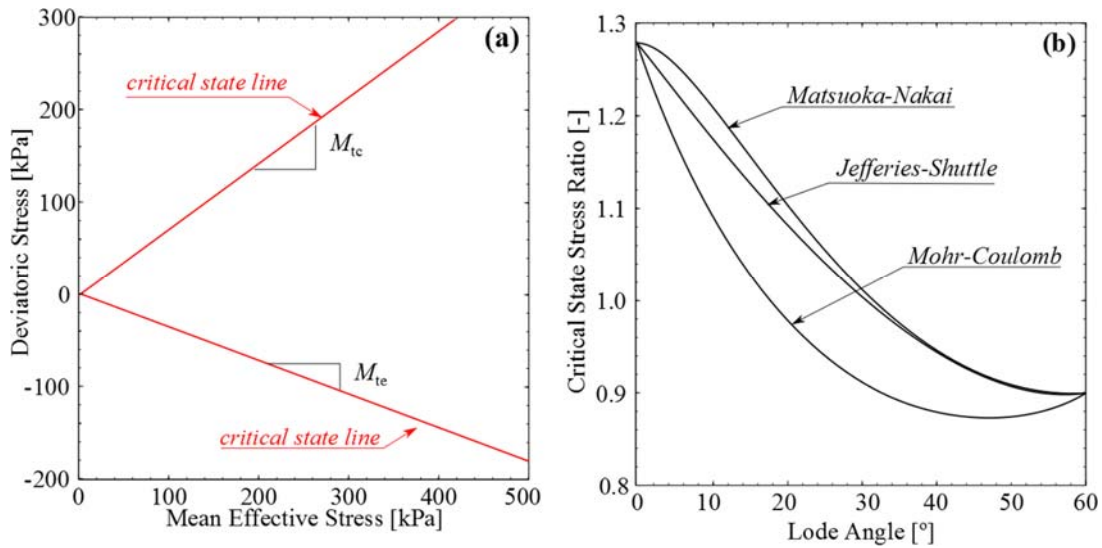 (a)
300
200
100
0
-100
-200
Deviatoric Stress [kPa]
critical state line
Mtc
Mte
critical state line
0
100
200
300
400
500
Mean Effective Stress [kPa]
(b)
1.3
1.2
1.1
1.0
0.9
0.8
Critical State Stress Ratio [-]
Matsuoka-Nakai
Jefferies-Shuttle
Mohr-Coulomb
0
10
20
30
40
50
60
Lode Angle [º]